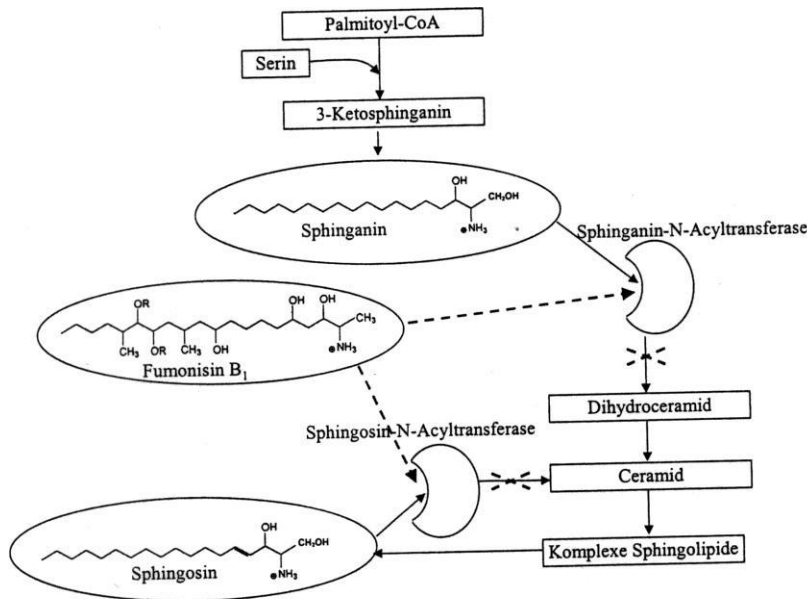 Palmitoyl-CoA
Serin
3-Ketosphinganin
OH
CH₂OH
NH₃
Sphinganin
Sphinganin-N-Acyltransferase
OR
OH
OH
CH₃
CH₃
OR
CH₃
OH
NH₃
Fumonisin B₁
Dihydroceramid
Sphingosin-N-Acyltransferase
Ceramid
OH
CH₂OH
NH₃
Sphingosin
Komplexe Sphingolipide